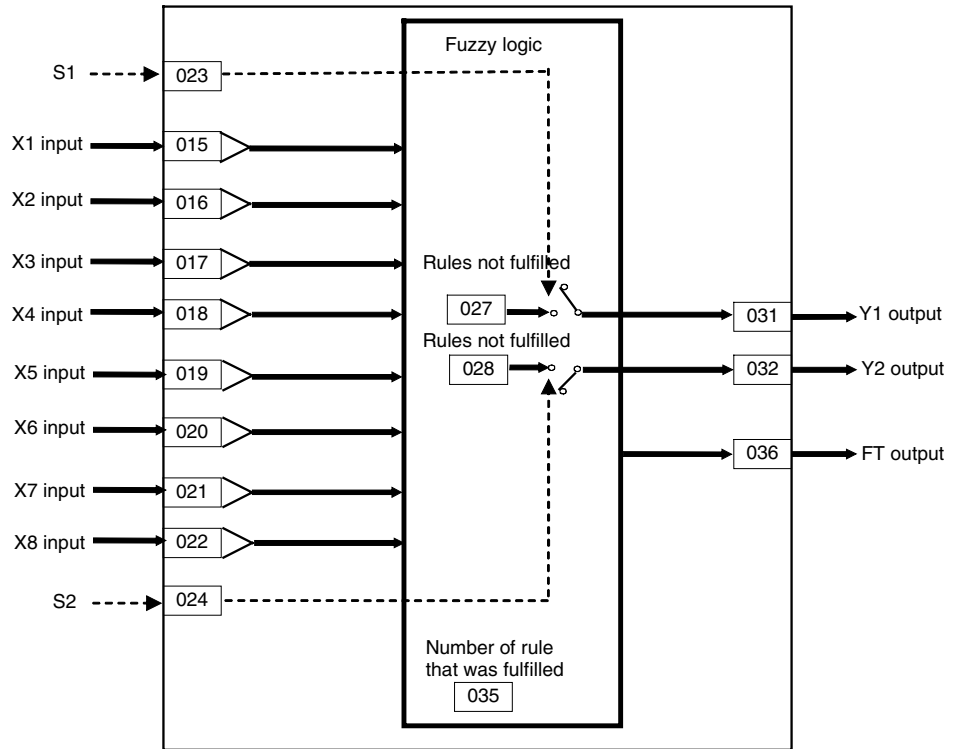 Fuzzy logic
S1 023
X1 input 015
X2 input 016
X3 input 017
Rules not fulfilled
X4 input 018 027 031 Y1 output
Rules not fulfilled
X5 input 019 028 032 Y2 output
X6 input 020
036 FT output
X7 input 021
X8 input 022
S2 024
Number of rule
that was fulfilled
035